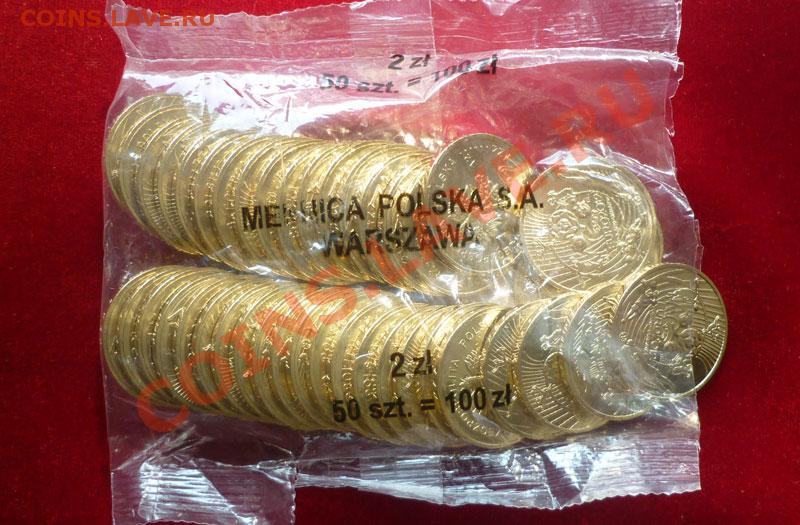 COINS.LAVE.RU
2 zł
50 szt. = 100 zł
MENNICA POLSKA S.A.
WARSZAWA
COINS.LAVE.RU
2 zł
50 szt. = 100 zł